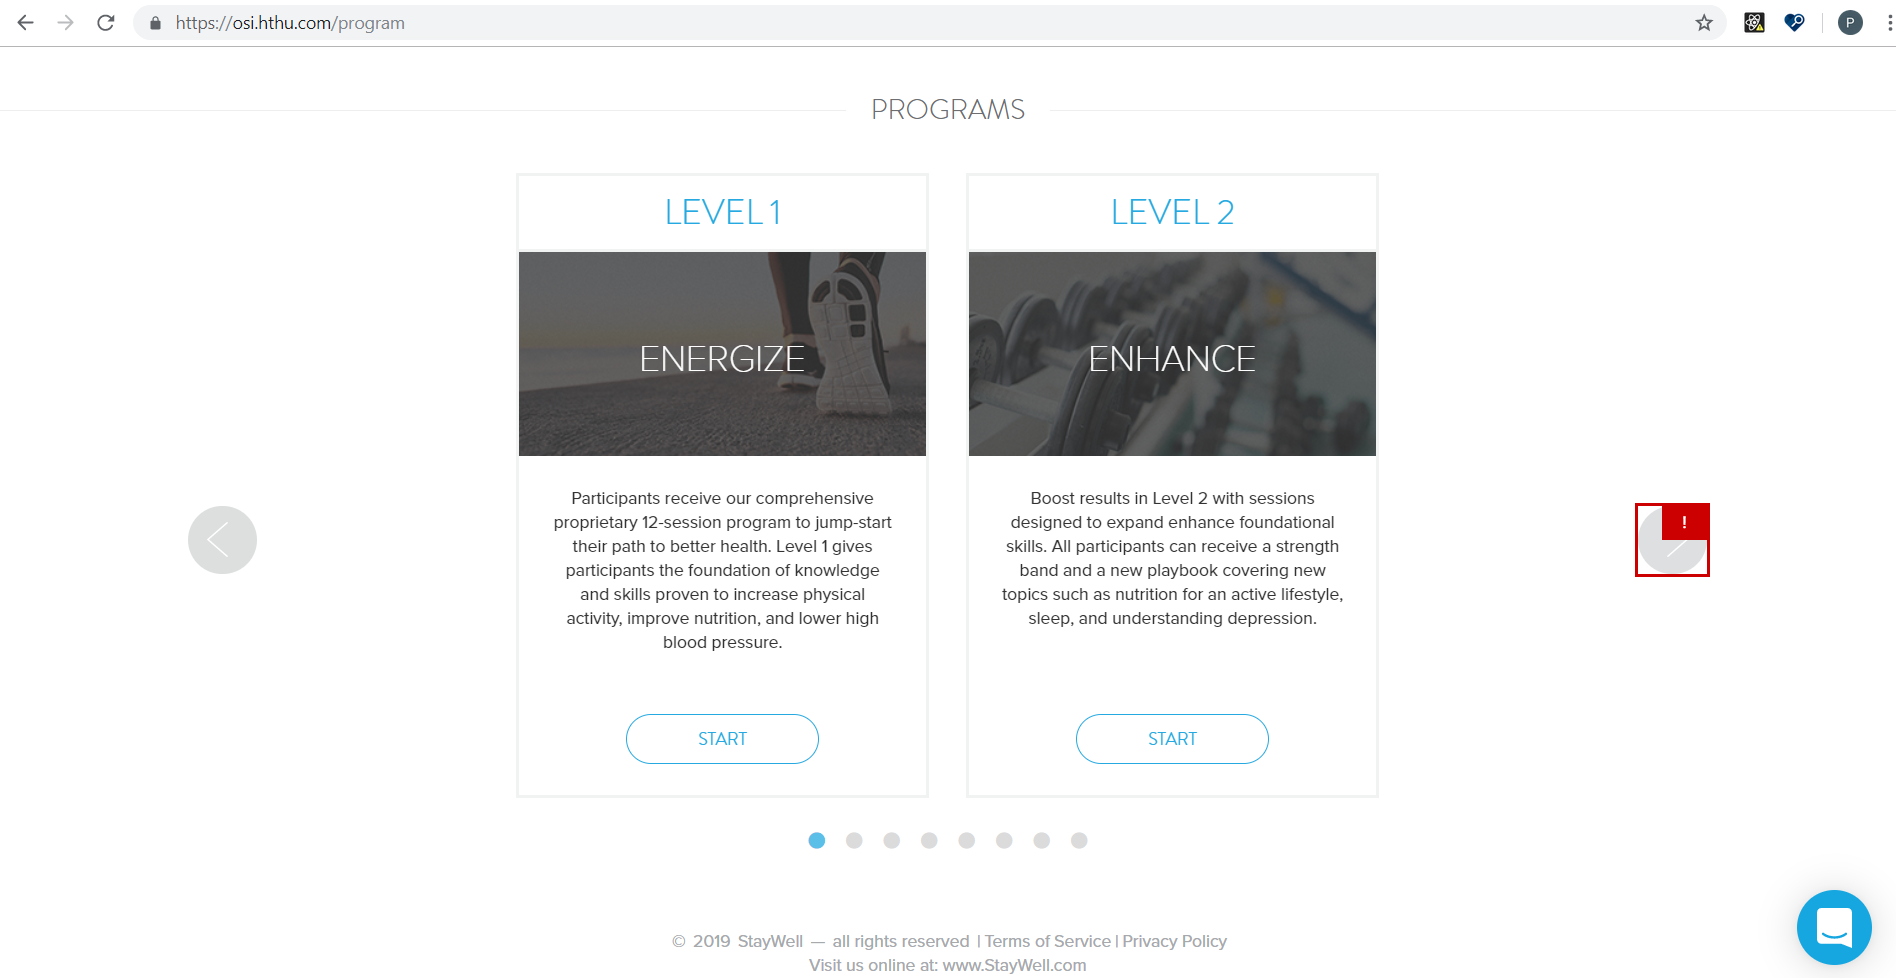 https://osi.hthu.com/program
P
PROGRAMS
LEVEL 1
ENERGIZE
Participants receive our comprehensive
proprietary 12-session program to jump-start
their path to better health. Level 1 gives
participants the foundation of knowledge
and skills proven to increase physical
activity, improve nutrition, and lower high
blood pressure.
START
LEVEL 2
ENHANCE
Boost results in Level 2 with sessions
designed to expand enhance foundational
skills. All participants can receive a strength
band and a new playbook covering new
topics such as nutrition for an active lifestyle,
sleep, and understanding depression.
START
!
© 2019 StayWell — all rights reserved | Terms of Service | Privacy Policy
Visit us online at: www.StayWell.com